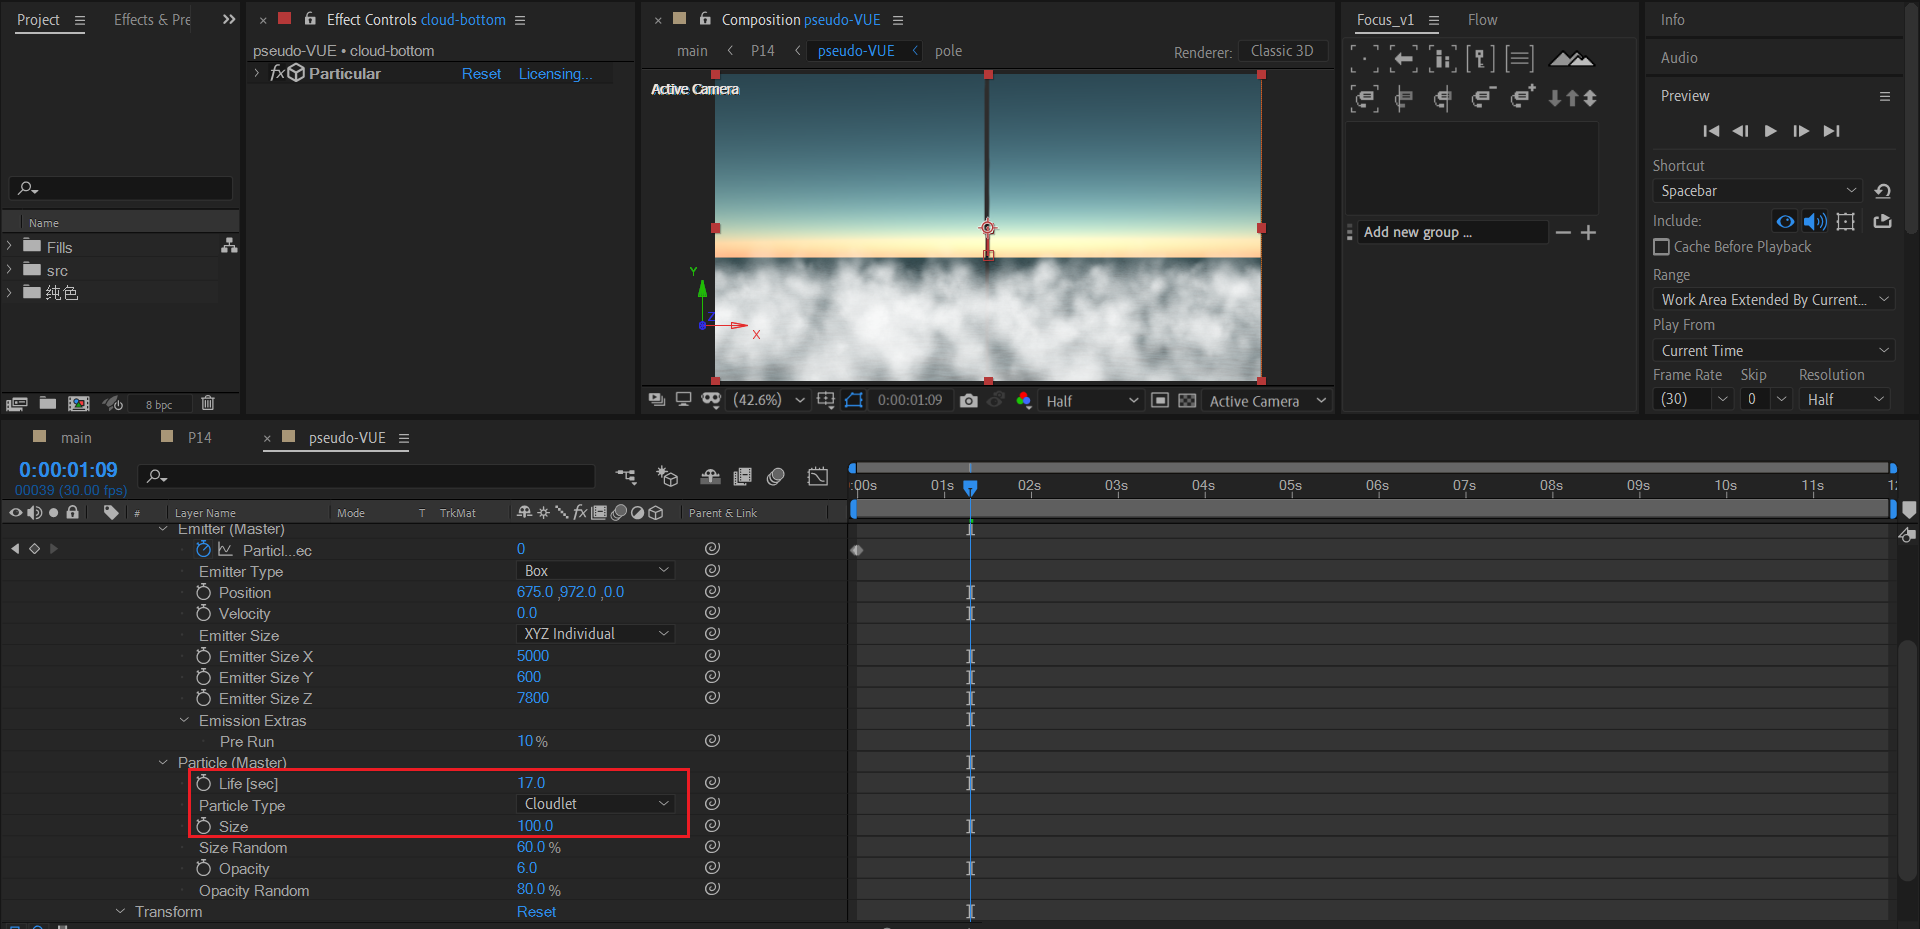 Project
Effects & Pre
Effect Controls cloud-bottom
Composition pseudo-VUE
Focus_v1
Flow
Info
pseudo-VUE • cloud-bottom
main
P14
pseudo-VUE
pole
Renderer:
Classic 3D
Audio
fx Particular
Reset
Licensing...
Active Camera
Preview
Shortcut
Spacebar
Name
Include:
Add new group ...
Fills
Cache Before Playback
src
Range
纯色
Work Area Extended By Current...
Y
Z
X
Play From
Current Time
Frame Rate
Skip
Resolution
8 bpc
(42.6%)
0:00:01:09
Half
Active Camera
(30)
0
Half
main
P14
pseudo-VUE
0:00:01:09
00039 (30.00 fps)
:00s
01s
02s
03s
04s
05s
06s
07s
08s
09s
10s
11s
#
Layer Name
Mode
T
TrkMat
fx
Parent & Link
Emitter (Master)
Particl...ec
0
Emitter Type
Box
Position
675.0 ,972.0 ,0.0
Velocity
0.0
Emitter Size
XYZ Individual
Emitter Size X
5000
Emitter Size Y
600
Emitter Size Z
7800
Emission Extras
Pre Run
10 %
Particle (Master)
Life [sec]
17.0
Particle Type
Cloudlet
Size
100.0
Size Random
60.0 %
Opacity
6.0
Opacity Random
80.0 %
Transform
Reset